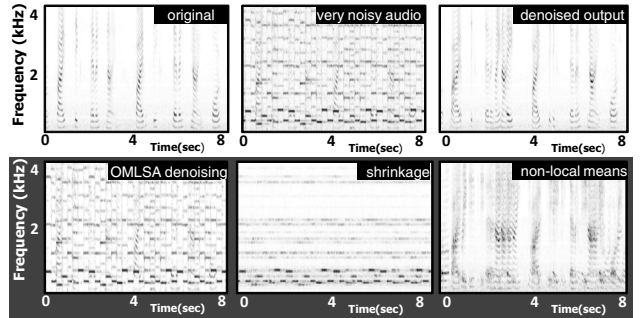 original
very noisy audio
denoised output
Frequency (kHz)
4
2
0 4 Time(sec) 8
0 4 Time(sec) 8
0 4 Time(sec) 8
OMLSA denoising
shrinkage
non-local means
Frequency (kHz)
4
2
0 4 Time(sec) 8
0 4 Time(sec) 8
0 4 Time(sec) 8